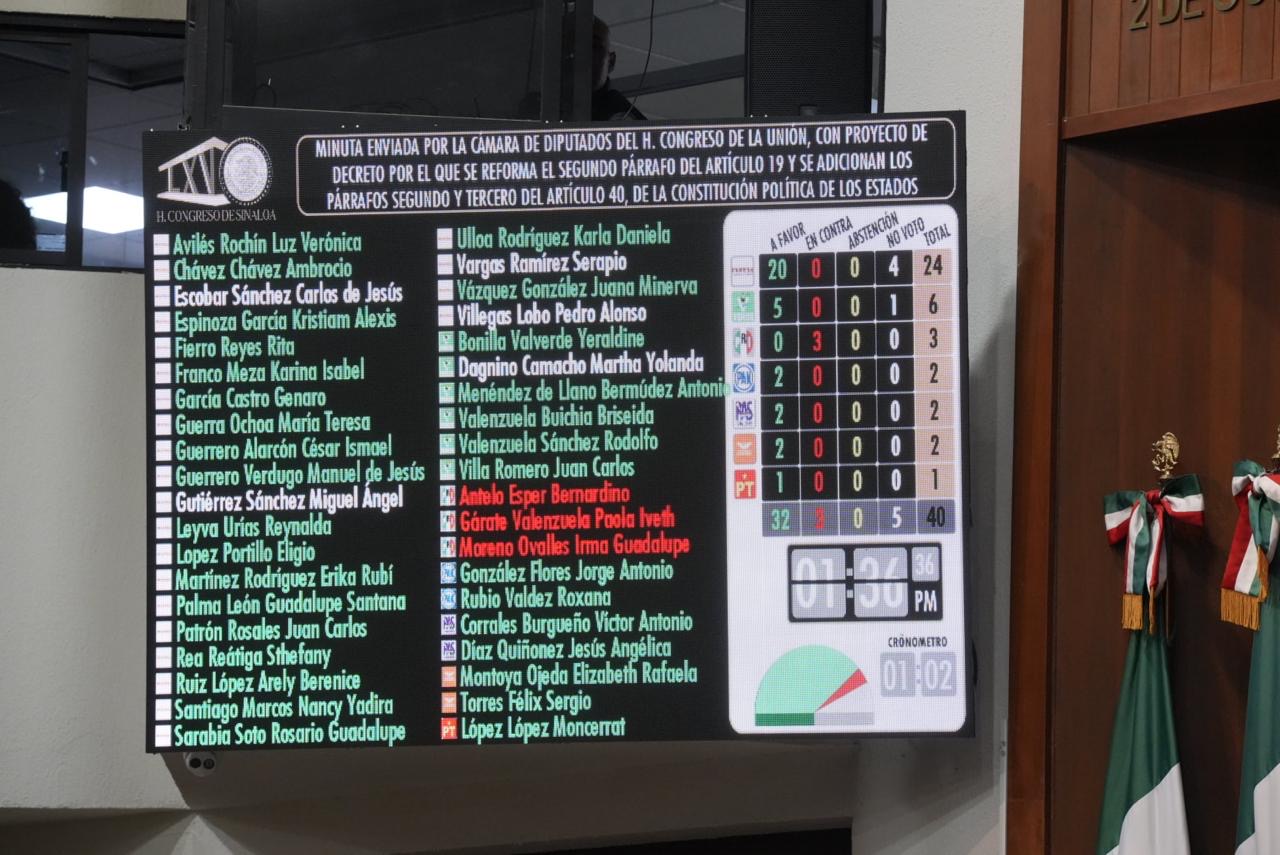 2 DE
MINUTA ENVIADA POR LA CÁMARA DE DIPUTADOS DEL H. CONGRESO DE LA UNIÓN, CON PROYECTO DE
DECRETO POR EL QUE SE REFORMA EL SEGUNDO PÁRRAFO DEL ARTÍCULO 19 Y SE ADICIONAN LOS
PÁRRAFOS SEGUNDO Y TERCERO DEL ARTÍCULO 40, DE LA CONSTITUCIÓN POLÍTICA DE LOS ESTADOS
LXV
H. CONGRESO DE SINALOA
Avilés Rochín Luz Verónica
Chávez Chávez Ambrocio
Escobar Sánchez Carlos de Jesús
Espinoza García Kristiam Alexis
Fierro Reyes Rita
Franco Meza Karina Isabel
García Castro Genaro
Guerra Ochoa María Teresa
Guerrero Alarcón César Ismael
Guerrero Verdugo Manuel de Jesús
Gutiérrez Sánchez Miguel Ángel
Leyva Urías Reynalda
Lopez Portillo Eligio
Martínez Rodríguez Erika Rubí
Palma León Guadalupe Santana
Patrón Rosales Juan Carlos
Rea Reátiga Sthefany
Ruiz López Arely Berenice
Santiago Marcos Nancy Yadira
Sarabia Soto Rosario Guadalupe
Ulloa Rodríguez Karla Daniela
Vargas Ramírez Serapio
Vázquez González Juana Minerva
Villegas Lobo Pedro Alonso
Bonilla Valverde Yeraldine
Dagnino Camacho Martha Yolanda
Menéndez de Llano Bermúdez Antonio
Valenzuela Buichia Briseida
Valenzuela Sánchez Rodolfo
Villa Romero Juan Carlos
Antelo Esper Bernardino
Gárate Valenzuela Paola Iveth
Moreno Ovalles Irma Guadalupe
González Flores Jorge Antonio
Rubio Valdez Roxana
Corrales Burgueño Víctor Antonio
Díaz Quiñonez Jesús Angélica
Montoya Ojeda Elizabeth Rafaela
Torres Félix Sergio
López López Moncerrat
A FAVOR EN CONTRA ABSTENCIÓN NO VOTO TOTAL
20 0 0 4 24
5 0 0 1 6
PRI 0 3 0 0 3
PAN 2 0 0 0 2
PAS 2 0 0 0 2
2 0 0 0 2
PT 1 0 0 0 1
32 3 0 5 40
01:36 36 PM
CRÓNOMETRO
01:02